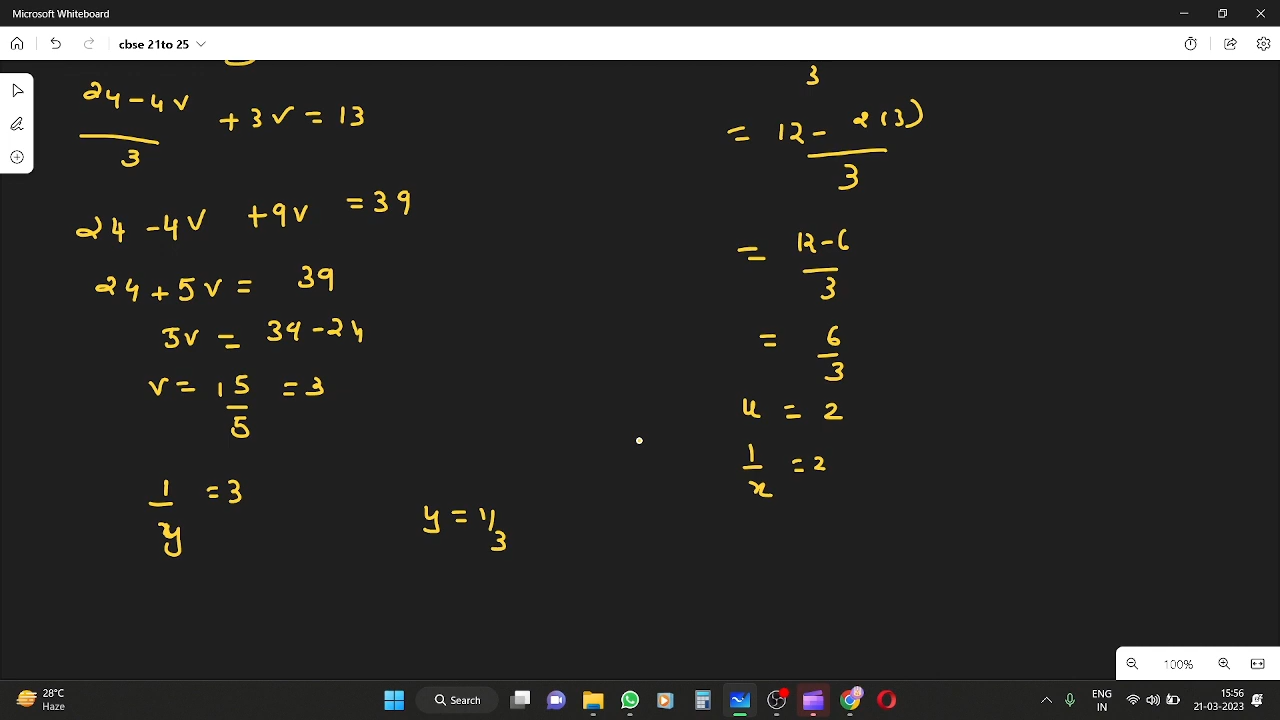 Microsoft Whiteboard
cbse 21to 25
24-4v
3
+3v=13
24-4v +9v =39
24+5v= 39
5v= 39-24
v= 15 =3
5
1 =3
y
y=1/3
3
= 12- 2(3)
3
= 12-6
3
= 6
3
u = 2
1 =2
x
100%
28°C
Haze
Search
ENG
IN
15:56
21-03-2023